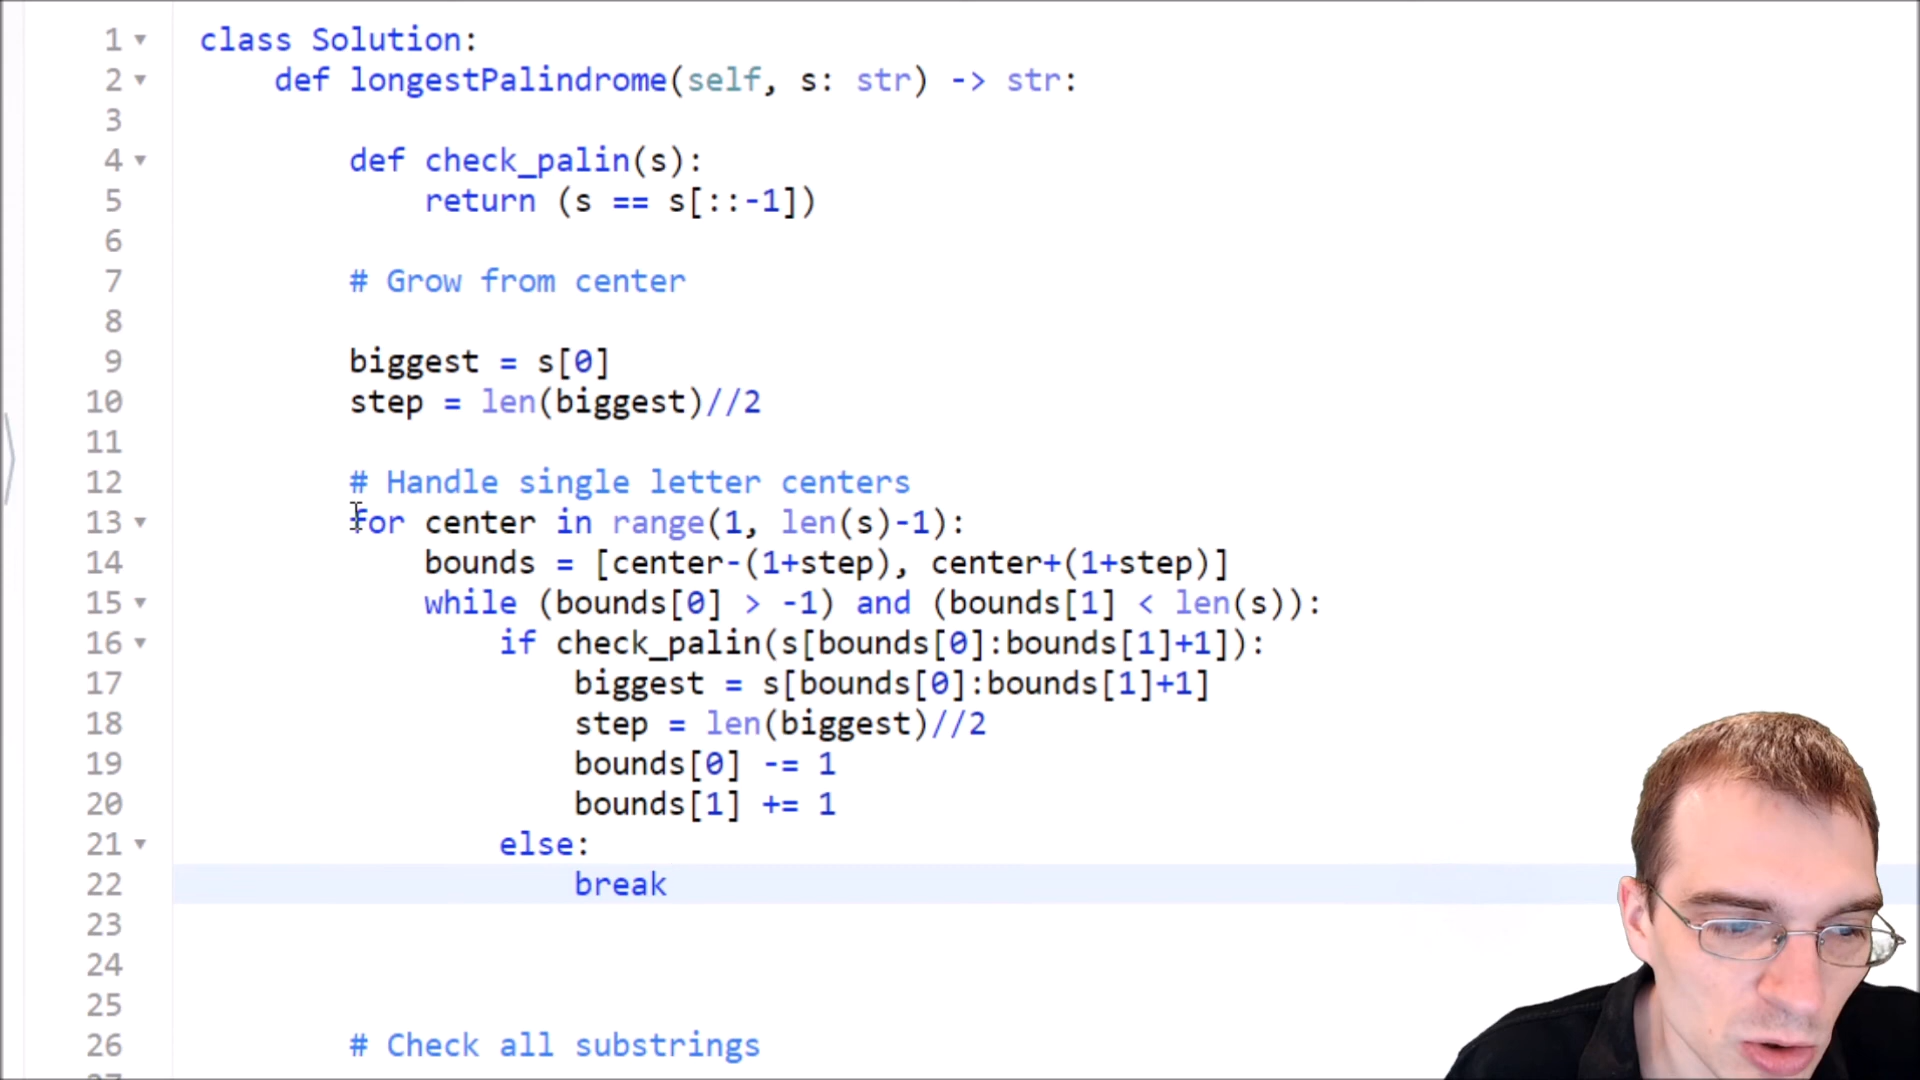 1 class Solution:
2 def longestPalindrome(self, s: str) -> str:
3
4 def check_palin(s):
5 return (s == s[::-1])
6
7 # Grow from center
8
9 biggest = s[0]
10 step = len(biggest)//2
11
12 # Handle single letter centers
13 for center in range(1, len(s)-1):
14 bounds = [center-(1+step), center+(1+step)]
15 while (bounds[0] > -1) and (bounds[1] < len(s)):
16 if check_palin(s[bounds[0]:bounds[1]+1]):
17 biggest = s[bounds[0]:bounds[1]+1]
18 step = len(biggest)//2
19 bounds[0] -= 1
20 bounds[1] += 1
21 else:
22 break
23
24
25
26 # Check all substrings